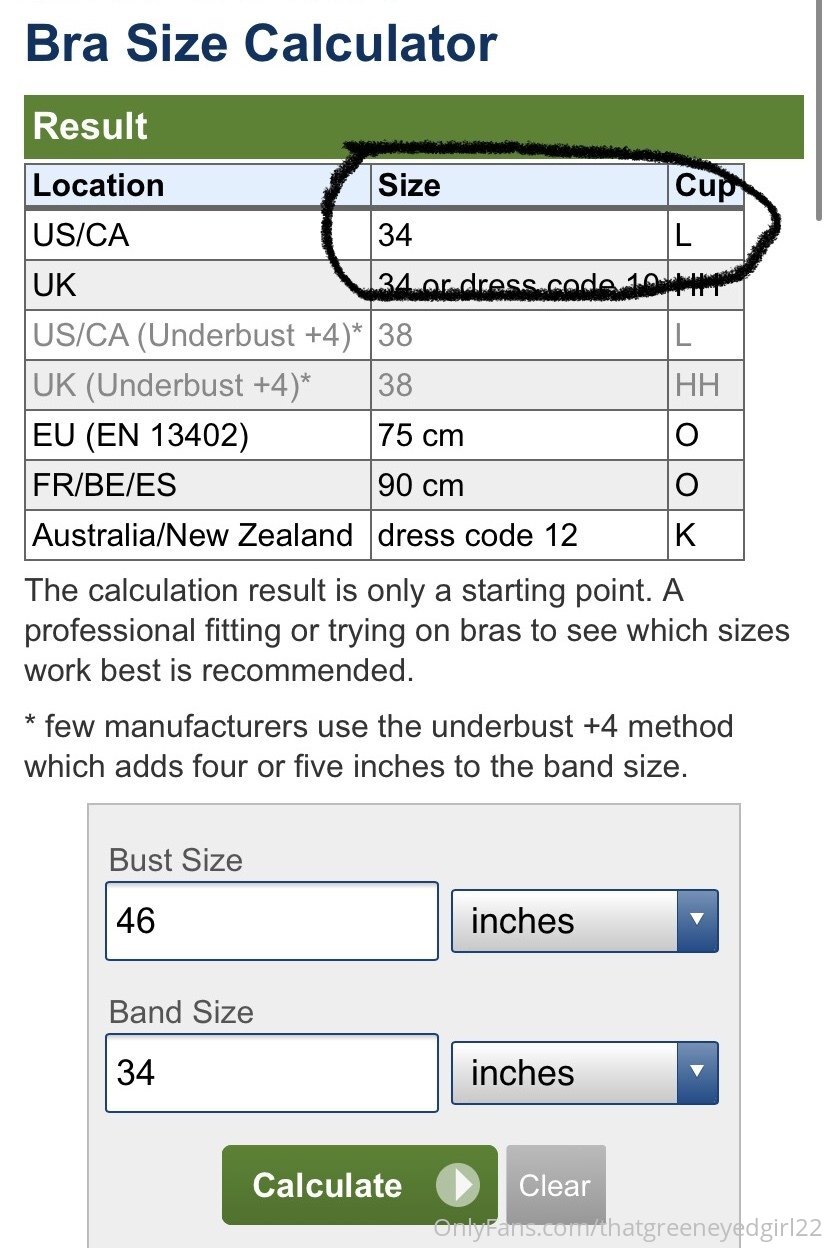 Bra Size Calculator
Result
Location Size Cup
US/CA 34 L
UK 34 or dress code 10 HH
US/CA (Underbust +4)* 38 L
UK (Underbust +4)* 38 HH
EU (EN 13402) 75 cm O
FR/BE/ES 90 cm O
Australia/New Zealand dress code 12 K
The calculation result is only a starting point. A
professional fitting or trying on bras to see which sizes
work best is recommended.
* few manufacturers use the underbust +4 method
which adds four or five inches to the band size.
Bust Size
46 inches
Band Size
34 inches
Calculate Clear
OnlyFans.com/thatgreeneyedgirl22